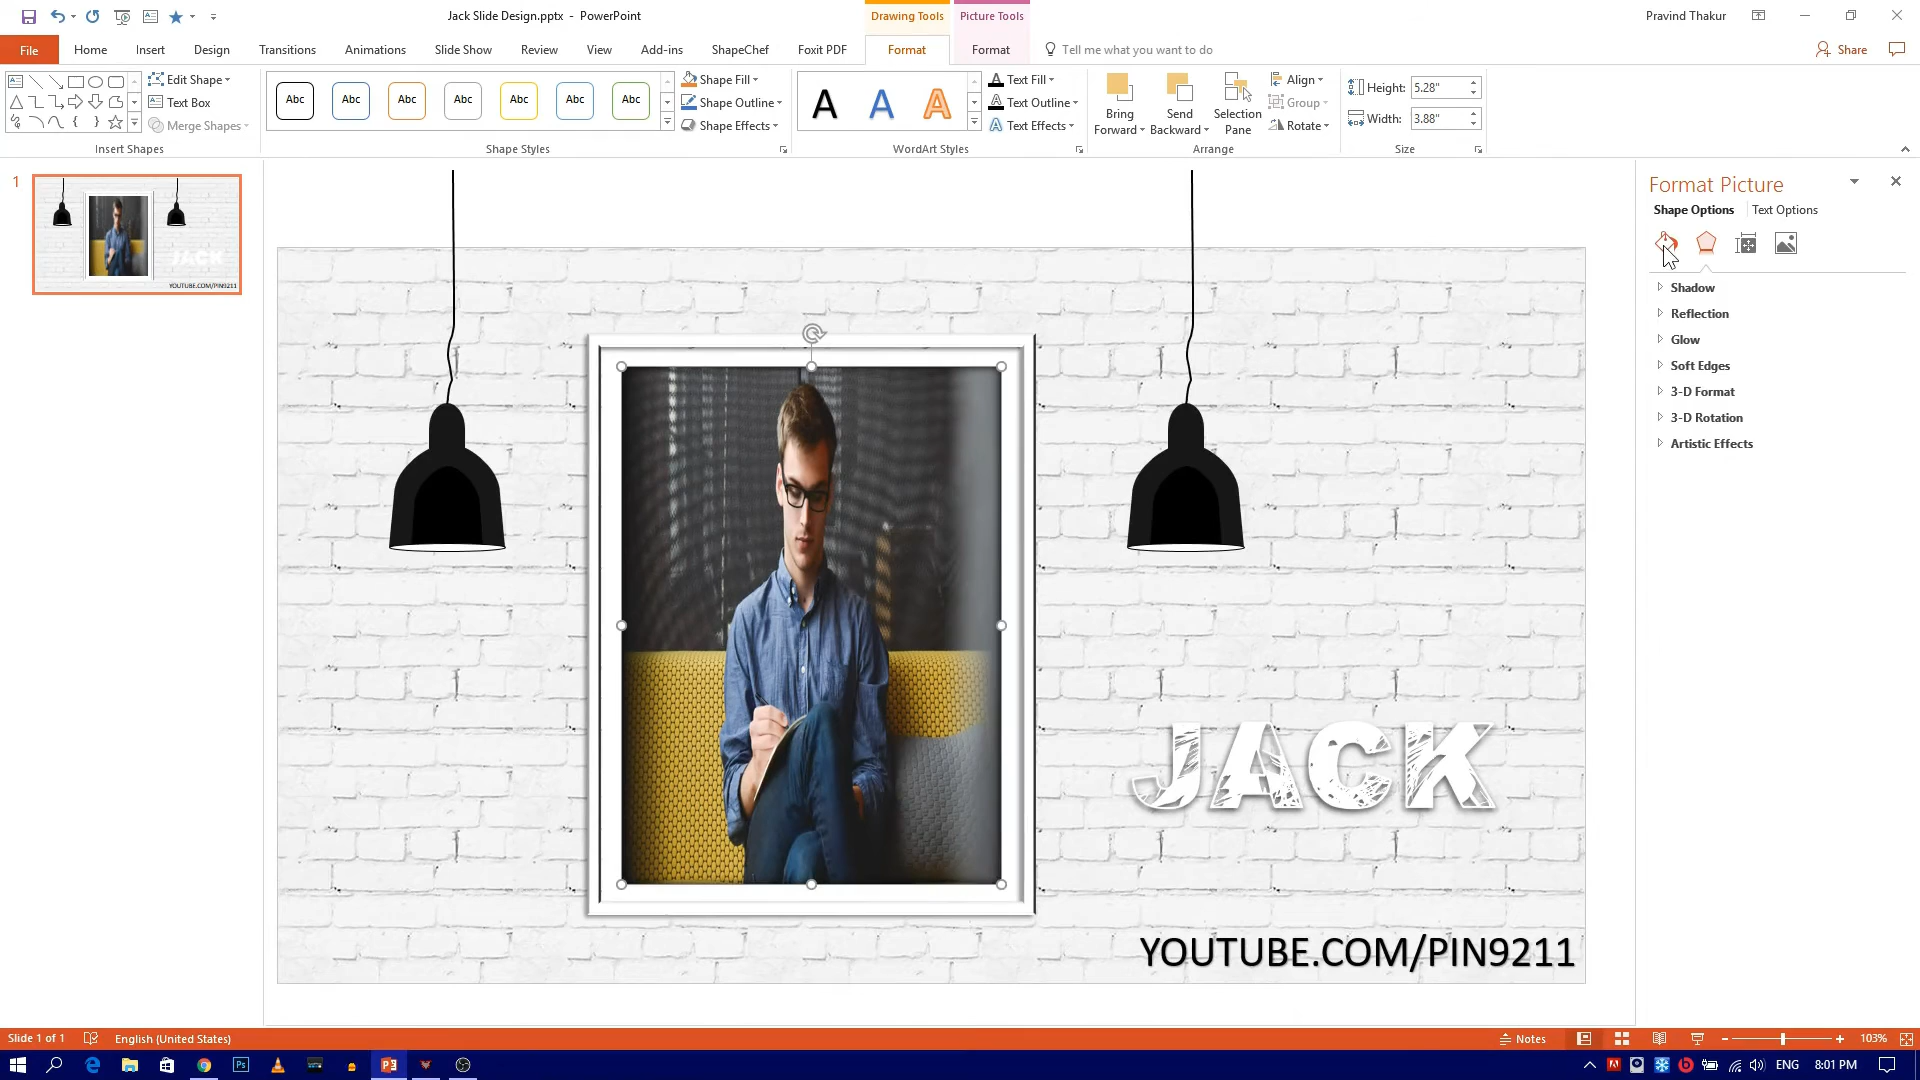 Jack Slide Design.pptx - PowerPoint
Drawing Tools
Picture Tools
Pravind Thakur
File
Home
Insert
Design
Transitions
Animations
Slide Show
Review
View
Add-ins
ShapeChef
Foxit PDF
Format
Format
Tell me what you want to do
Share
Edit Shape
Text Box
Merge Shapes
Insert Shapes
Abc
Abc
Abc
Abc
Abc
Abc
Abc
Shape Fill
Shape Outline
Shape Effects
Shape Styles
A
A
A
Text Fill
Text Outline
Text Effects
WordArt Styles
Bring Forward
Send Backward
Selection Pane
Align
Group
Rotate
Arrange
Height: 5.28"
Width: 3.88"
Size
1
JACK
YOUTUBE.COM/PIN9211
JACK
YOUTUBE.COM/PIN9211
Format Picture
Shape Options
Text Options
Shadow
Reflection
Glow
Soft Edges
3-D Format
3-D Rotation
Artistic Effects
Slide 1 of 1
English (United States)
Notes
103%
Ps
ENG
8:01 PM